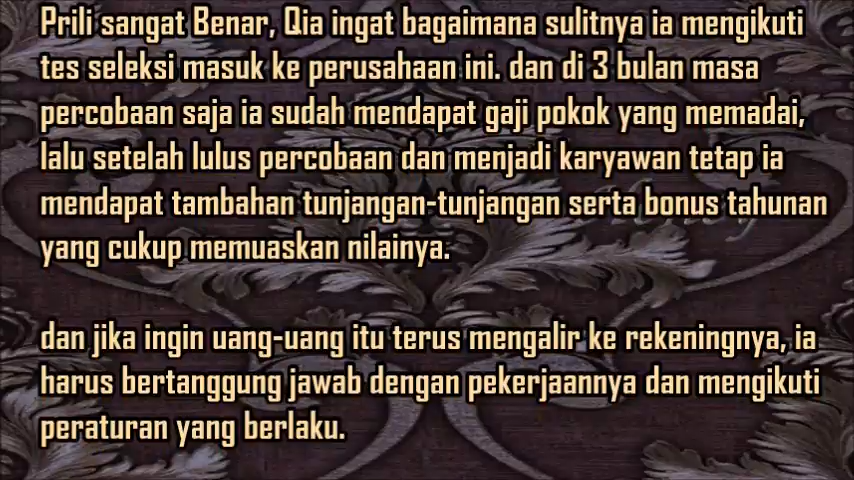 Prili sangat Benar, Qia ingat bagaimana sulitnya ia mengikuti
tes seleksi masuk ke perusahaan ini. dan di 3 bulan masa
percobaan saja ia sudah mendapat gaji pokok yang memadai,
lalu setelah lulus percobaan dan menjadi karyawan tetap ia
mendapat tambahan tunjangan-tunjangan serta bonus tahunan
yang cukup memuaskan nilainya.
dan jika ingin uang-uang itu terus mengalir ke rekeningnya, ia
harus bertanggung jawab dengan pekerjaannya dan mengikuti
peraturan yang berlaku.